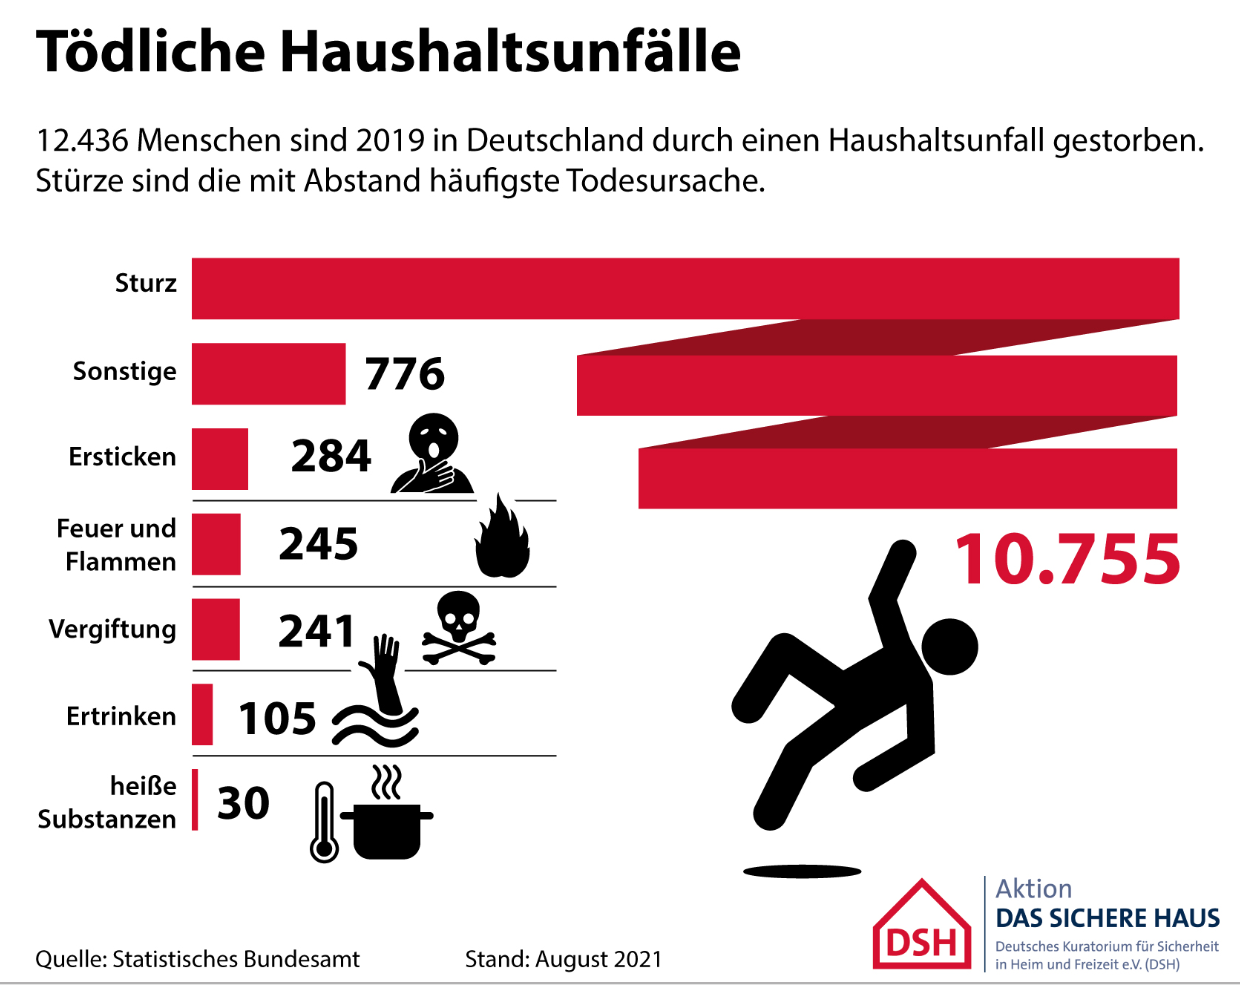 Tödliche Haushaltsunfälle
12.436 Menschen sind 2019 in Deutschland durch einen Haushaltsunfall gestorben.
Stürze sind die mit Abstand häufigste Todesursache.
Sturz
10.755
Sonstige 776
Ersticken 284
Feuer und
Flammen 245
Vergiftung 241
Ertrinken 105
heiße
Substanzen 30
Quelle: Statistisches Bundesamt Stand: August 2021
DSH
Aktion
DAS SICHERE HAUS
Deutsches Kuratorium für Sicherheit
in Heim und Freizeit e.V. (DSH)